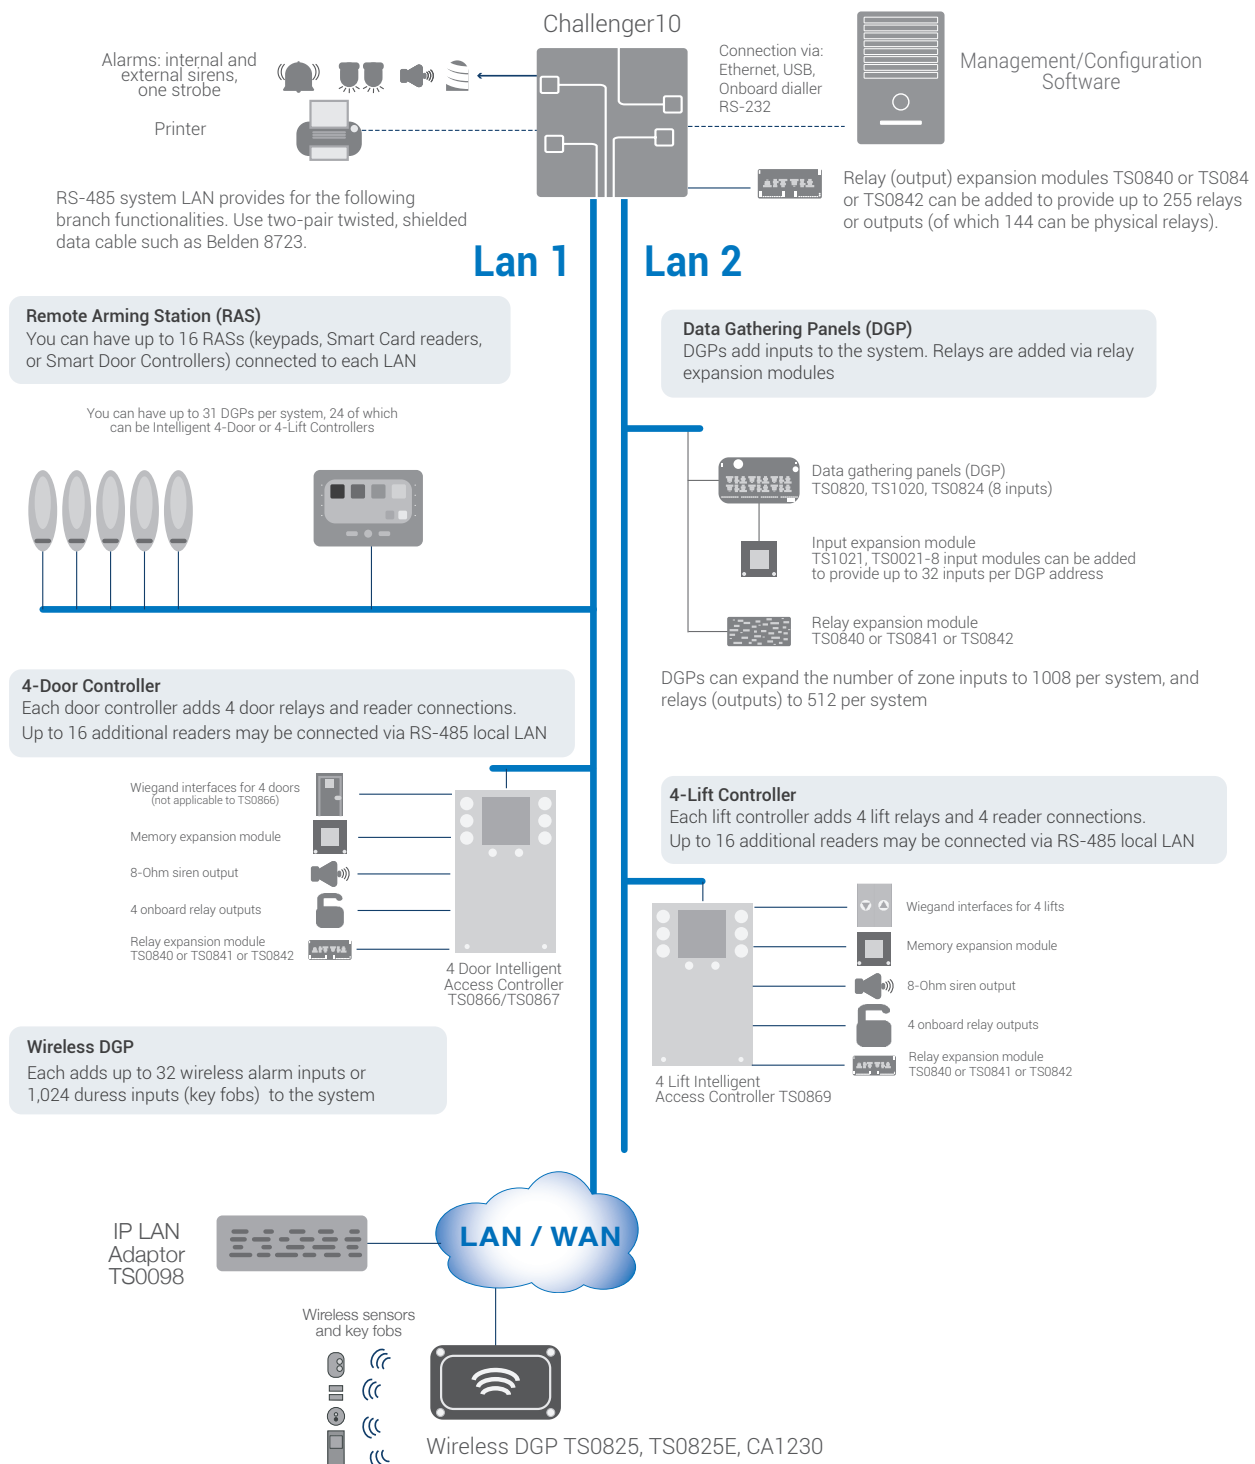 Challenger10
Alarms: internal and
external sirens,
one strobe
Printer
Connection via:
Ethernet, USB,
Onboard dialler
RS-232
Management/Configuration
Software
RS-485 system LAN provides for the following
branch functionalities. Use two-pair twisted, shielded
data cable such as Belden 8723.
Relay (output) expansion modules TS0840 or TS084
or TS0842 can be added to provide up to 255 relays
or outputs (of which 144 can be physical relays).
Lan 1
Lan 2
Remote Arming Station (RAS)
You can have up to 16 RASs (keypads, Smart Card readers,
or Smart Door Controllers) connected to each LAN
You can have up to 31 DGPs per system, 24 of which
can be Intelligent 4-Door or 4-Lift Controllers
Data Gathering Panels (DGP)
DGPs add inputs to the system. Relays are added via relay
expansion modules
Data gathering panels (DGP)
TS0820, TS1020, TS0824 (8 inputs)
Input expansion module
TS1021, TS0021-8 input modules can be added
to provide up to 32 inputs per DGP address
Relay expansion module
TS0840 or TS0841 or TS0842
DGPs can expand the number of zone inputs to 1008 per system, and
relays (outputs) to 512 per system
4-Door Controller
Each door controller adds 4 door relays and reader connections.
Up to 16 additional readers may be connected via RS-485 local LAN
Wiegand interfaces for 4 doors
(not applicable to TS0866)
Memory expansion module
8-Ohm siren output
4 onboard relay outputs
Relay expansion module
TS0840 or TS0841 or TS0842
4 Door Intelligent
Access Controller
TS0866/TS0867
4-Lift Controller
Each lift controller adds 4 lift relays and 4 reader connections.
Up to 16 additional readers may be connected via RS-485 local LAN
Wiegand interfaces for 4 lifts
Memory expansion module
8-Ohm siren output
4 onboard relay outputs
Relay expansion module
TS0840 or TS0841 or TS0842
4 Lift Intelligent
Access Controller TS0869
Wireless DGP
Each adds up to 32 wireless alarm inputs or
1,024 duress inputs (key fobs) to the system
IP LAN
Adaptor
TS0098
LAN / WAN
Wireless sensors
and key fobs
Wireless DGP TS0825, TS0825E, CA1230